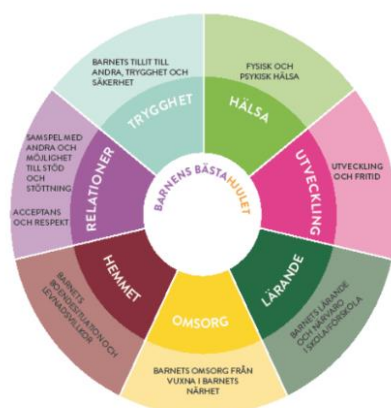 BARNENS BÄSTAHJULET
TRYGGHET
BARNETS TILLIT TILL
ANDRA, TRYGGHET OCH
SÄKERHET
HÄLSA
FYSISK OCH
PSYKISK HÄLSA
UTVECKLING
UTVECKLING
OCH FRITID
LÄRANDE
BARNETS LÄRANDE
OCH NÄRVARO
I SKOLA/FÖRSKOLA
OMSORG
BARNETS OMSORG FRÅN
VUXNA I BARNETS
NÄRHET
HEMMET
BARNETS
BOENDESITUATION OCH
LEVNADSVILLKOR
RELATIONER
SAMSPEL MED
ANDRA OCH
MÖJLIGHET
TILL STÖD
OCH
STÖTTNING
ACCEPTANS
OCH RESPEKT